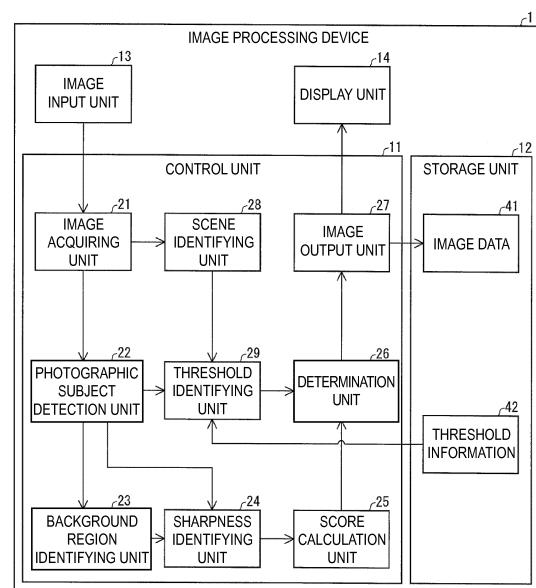 1
IMAGE PROCESSING DEVICE
13
IMAGE
INPUT UNIT
14
DISPLAY UNIT
11
CONTROL UNIT
12
STORAGE UNIT
21
IMAGE
ACQUIRING
UNIT
28
SCENE
IDENTIFYING
UNIT
27
IMAGE
OUTPUT UNIT
41
IMAGE DATA
22
PHOTOGRAPHIC
SUBJECT
DETECTION UNIT
29
THRESHOLD
IDENTIFYING
UNIT
26
DETERMINATION
UNIT
42
THRESHOLD
INFORMATION
23
BACKGROUND
REGION
IDENTIFYING UNIT
24
SHARPNESS
IDENTIFYING
UNIT
25
SCORE
CALCULATION
UNIT